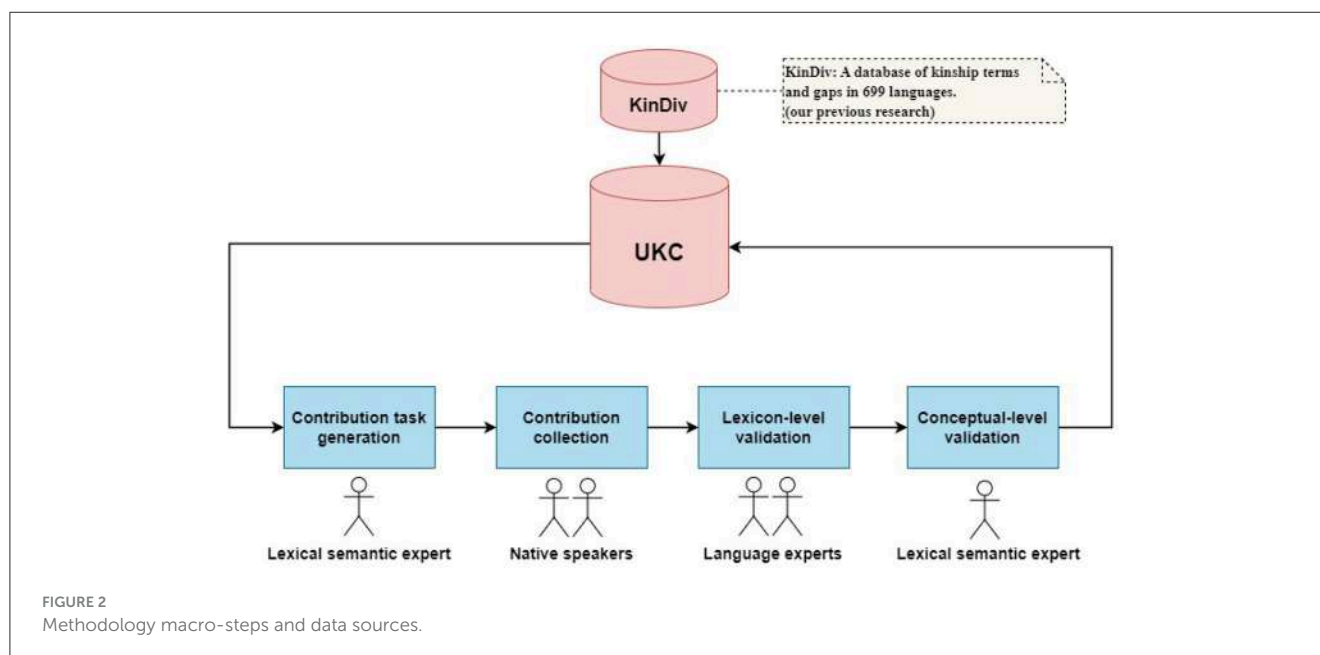 KinDiv
KinDiv: A database of kinship terms
and gaps in 699 languages.
(our previous research)
UKC
Contribution task
generation
Contribution
collection
Lexicon-level
validation
Conceptual-level
validation
Lexical semantic expert
Native speakers
Language experts
Lexical semantic expert
FIGURE 2
Methodology macro-steps and data sources.